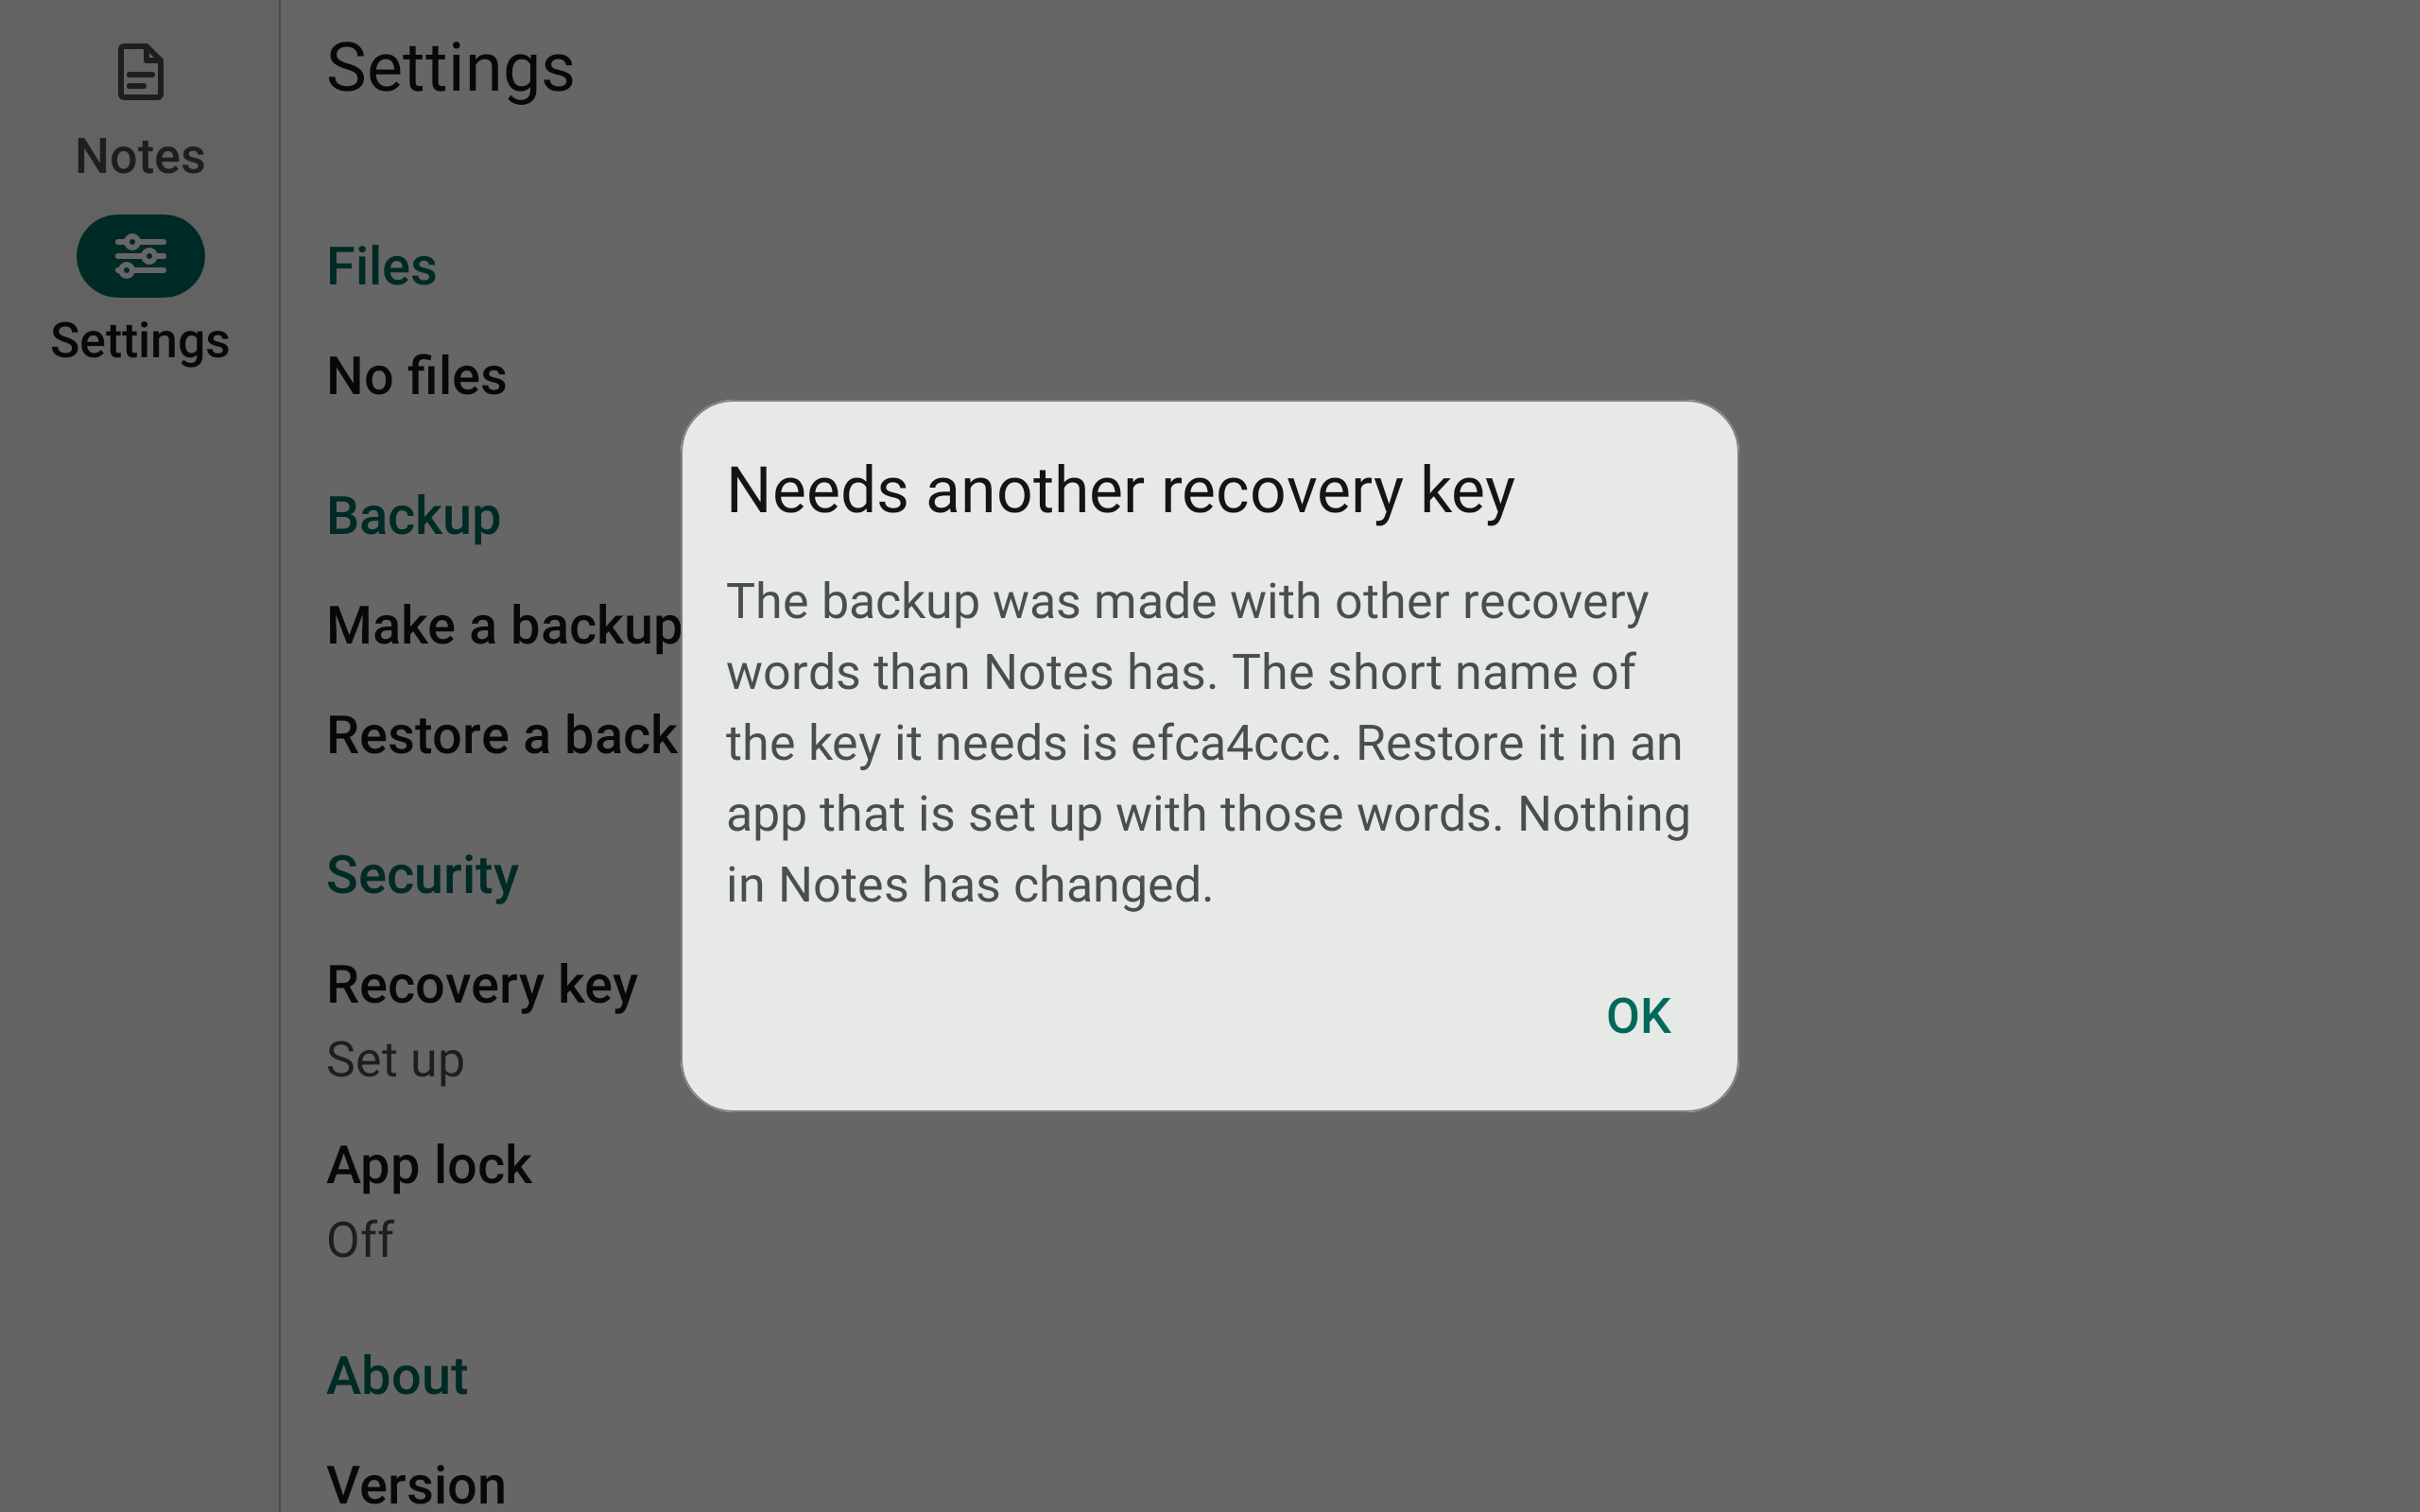 Notes
Settings
Settings
Files
No files
Backup
Make a backup
Restore a back
Security
Recovery key
Set up
App lock
Off
About
Version
Needs another recovery key
The backup was made with other recovery
words than Notes has. The short name of
the key it needs is efca4ccc. Restore it in an
app that is set up with those words. Nothing
in Notes has changed.
OK